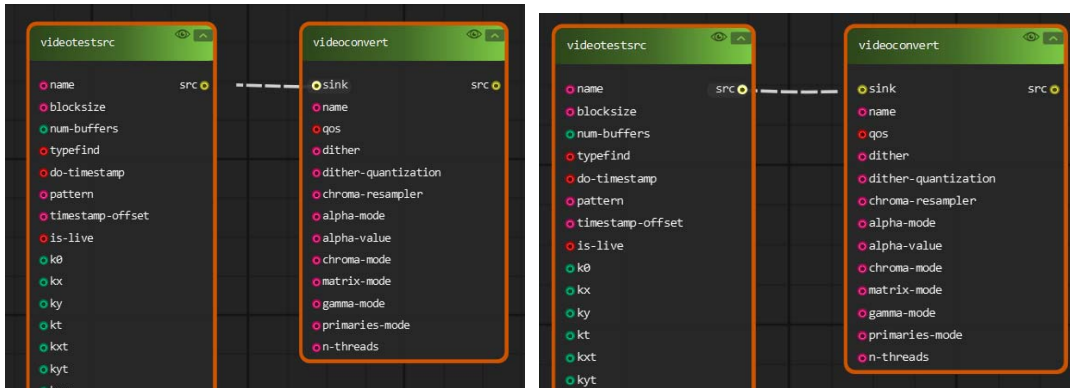 videotestsrc
name src
blocksize
num-buffers
typefind
do-timestamp
pattern
timestamp-offset
is-live
k0
kx
ky
kt
kxt
kyt
videoconvert
sink src
name
qos
dither
dither-quantization
chroma-resampler
alpha-mode
alpha-value
chroma-mode
matrix-mode
gamma-mode
primaries-mode
n-threads
videotestsrc
name src
blocksize
num-buffers
typefind
do-timestamp
pattern
timestamp-offset
is-live
k0
kx
ky
kt
kxt
kyt
videoconvert
sink src
name
qos
dither
dither-quantization
chroma-resampler
alpha-mode
alpha-value
chroma-mode
matrix-mode
gamma-mode
primaries-mode
n-threads